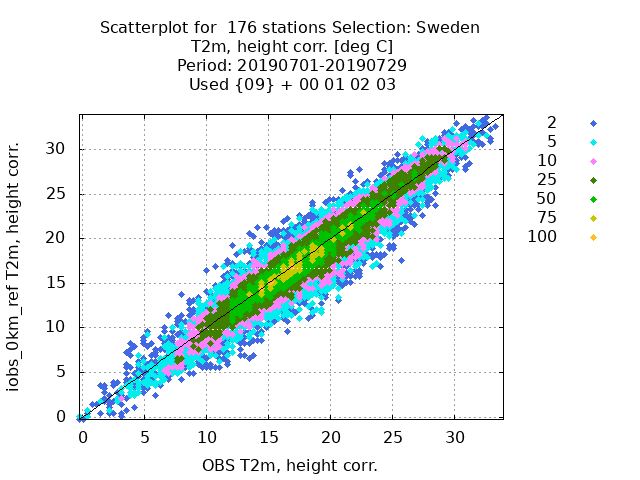 Scatterplot for  176 stations Selection: Sweden
T2m, height corr. [deg C]
Period: 20190701-20190729
Used {09} + 00 01 02 03
iobs_0km_ref T2m, height corr.
30
25
20
15
10
5
0
0 5 10 15 20 25 30
OBS T2m, height corr.
2
5
10
25
50
75
100